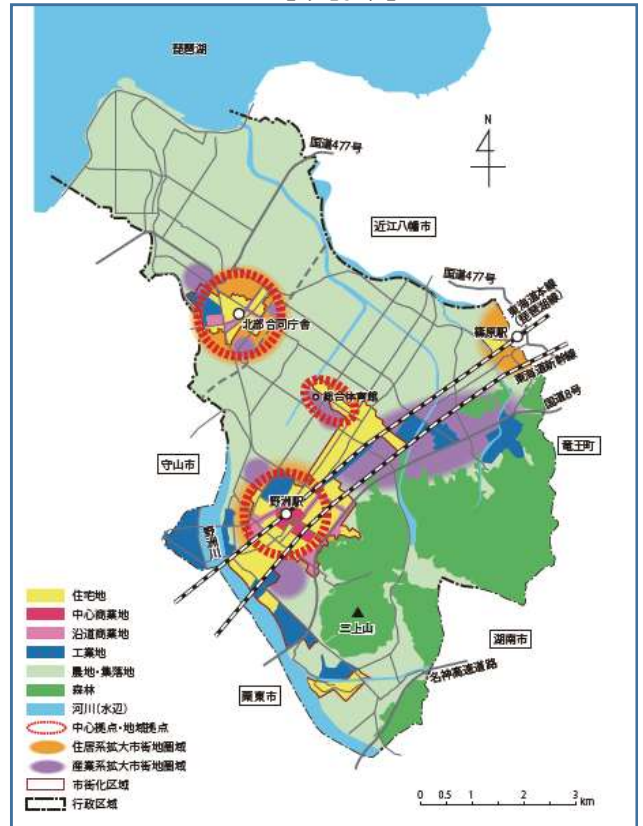 琵琶湖
N
国道477号
近江八幡市
国道477号
東海道本線
(琵琶湖線)
篠原駅
北部合同庁舎
東海道新幹線
国道8号
総合体育館
竜王町
守山市
野洲駅
野洲川
三上山
湖南市
名神高速道路
栗東市
住宅地
中心商業地
沿道商業地
工業地
農地・集落地
森林
河川(水辺)
中心拠点・地域拠点
住居系拡大市街地圏域
産業系拡大市街地圏域
市街化区域
行政区域
0 0.5 1 2 3 km